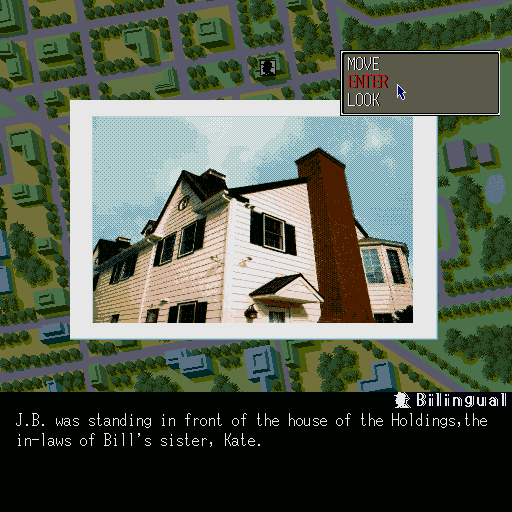 MOVE
ENTER
LOOK
Bilingual
J.B. was standing in front of the house of the Holdings,the
in-laws of Bill's sister, Kate.